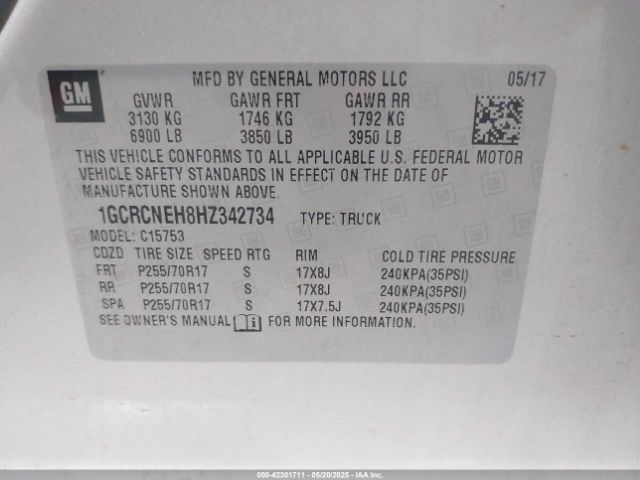 GM
MFD BY GENERAL MOTORS LLC 05/17
GVWR GAWR FRT GAWR RR
3130 KG 1746 KG 1792 KG
6900 LB 3850 LB 3950 LB
THIS VEHICLE CONFORMS TO ALL APPLICABLE U.S. FEDERAL MOTOR
VEHICLE SAFETY STANDARDS IN EFFECT ON THE DATE OF
MANUFACTURE SHOWN ABOVE.
1GCRCNEH8HZ342734 TYPE: TRUCK
MODEL: C15753
CDZD TIRE SIZE SPEED RTG RIM COLD TIRE PRESSURE
FRT P255/70R17 S 17X8J 240KPA(35PSI)
RR P255/70R17 S 17X8J 240KPA(35PSI)
SPA P255/70R17 S 17X7.5J 240KPA(35PSI)
SEE OWNER'S MANUAL i FOR MORE INFORMATION.
000-42301711 - 05/20/2025 - IAAI.com